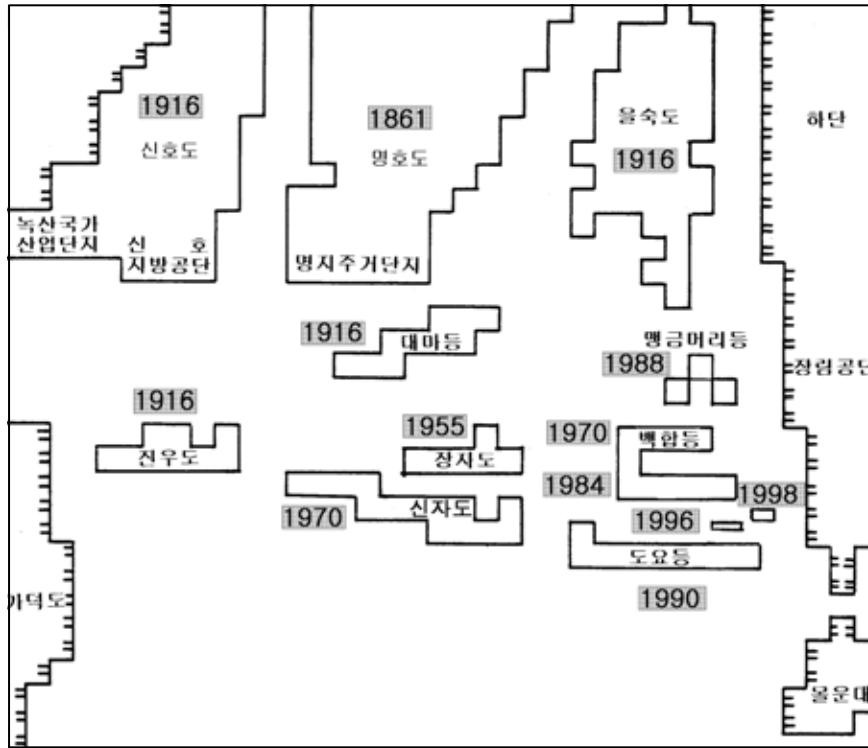 1916
신호도
1861
명호도
을숙도
1916
하단
녹산국가
산업단지
신 호
지방공단
명지주거단지
1916
대마등
맹금머리등
1988
장림공단
1916
진우도
1955
장자도
1970
백합등
1984
1998
1970
신자도
1996
도요등
가덕도
1990
몰운대